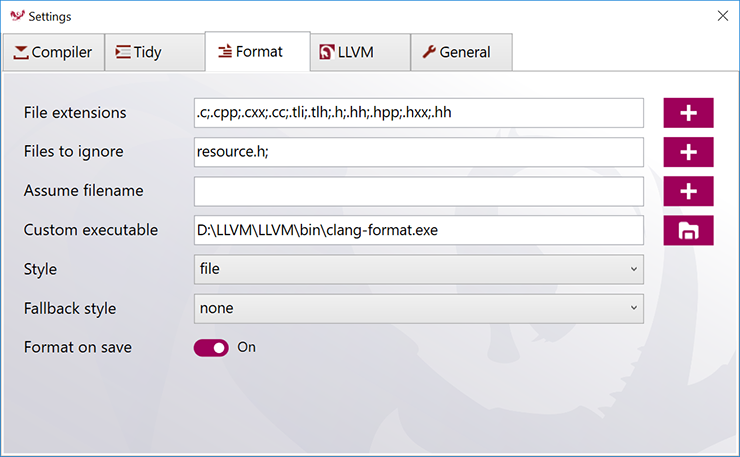 Settings
Compiler Tidy Format LLVM General
File extensions .c;.cpp;.cxx;.cc;.tli;.tlh;.h;.hh;.hpp;.hxx;.hh
Files to ignore resource.h;
Assume filename
Custom executable D:\LLVM\LLVM\bin\clang-format.exe
Style file
Fallback style none
Format on save On